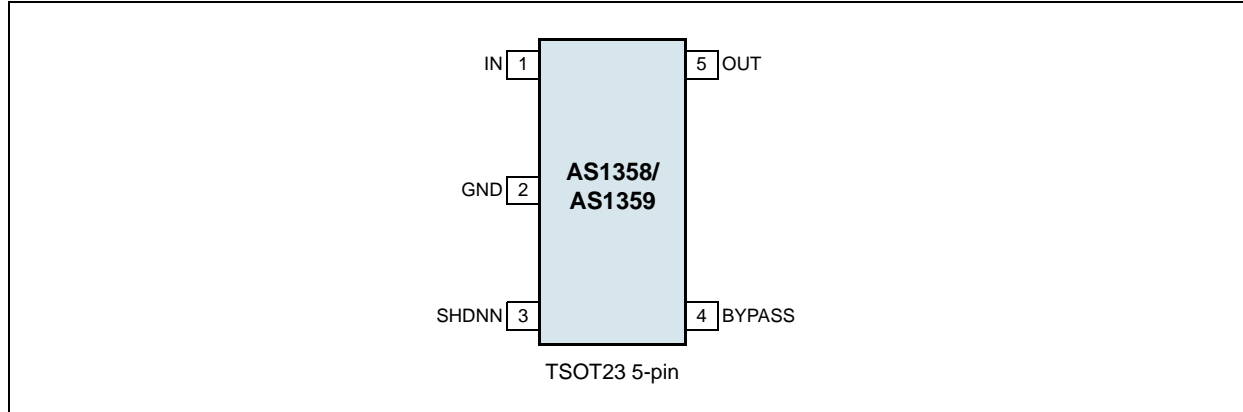 IN 1
5 OUT
AS1358/
AS1359
GND 2
SHDNN 3
4 BYPASS
TSOT23 5-pin